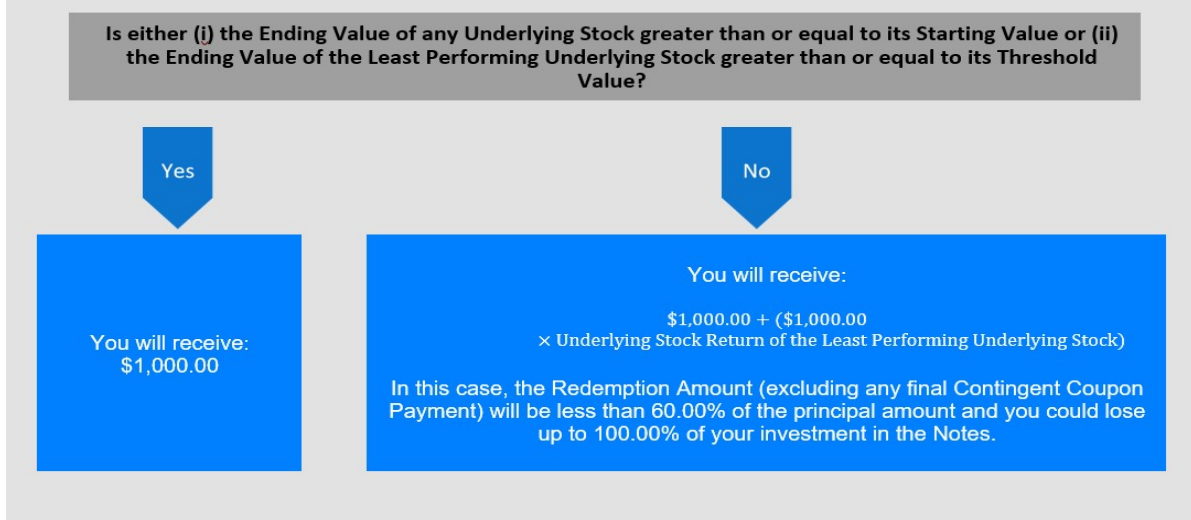 Is either (i) the Ending Value of any Underlying Stock greater than or equal to its Starting Value or (ii)
the Ending Value of the Least Performing Underlying Stock greater than or equal to its Threshold
Value?
Yes
No
You will receive:
$1,000.00
You will receive:
$1,000.00 + ($1,000.00
× Underlying Stock Return of the Least Performing Underlying Stock)
In this case, the Redemption Amount (excluding any final Contingent Coupon
Payment) will be less than 60.00% of the principal amount and you could lose
up to 100.00% of your investment in the Notes.